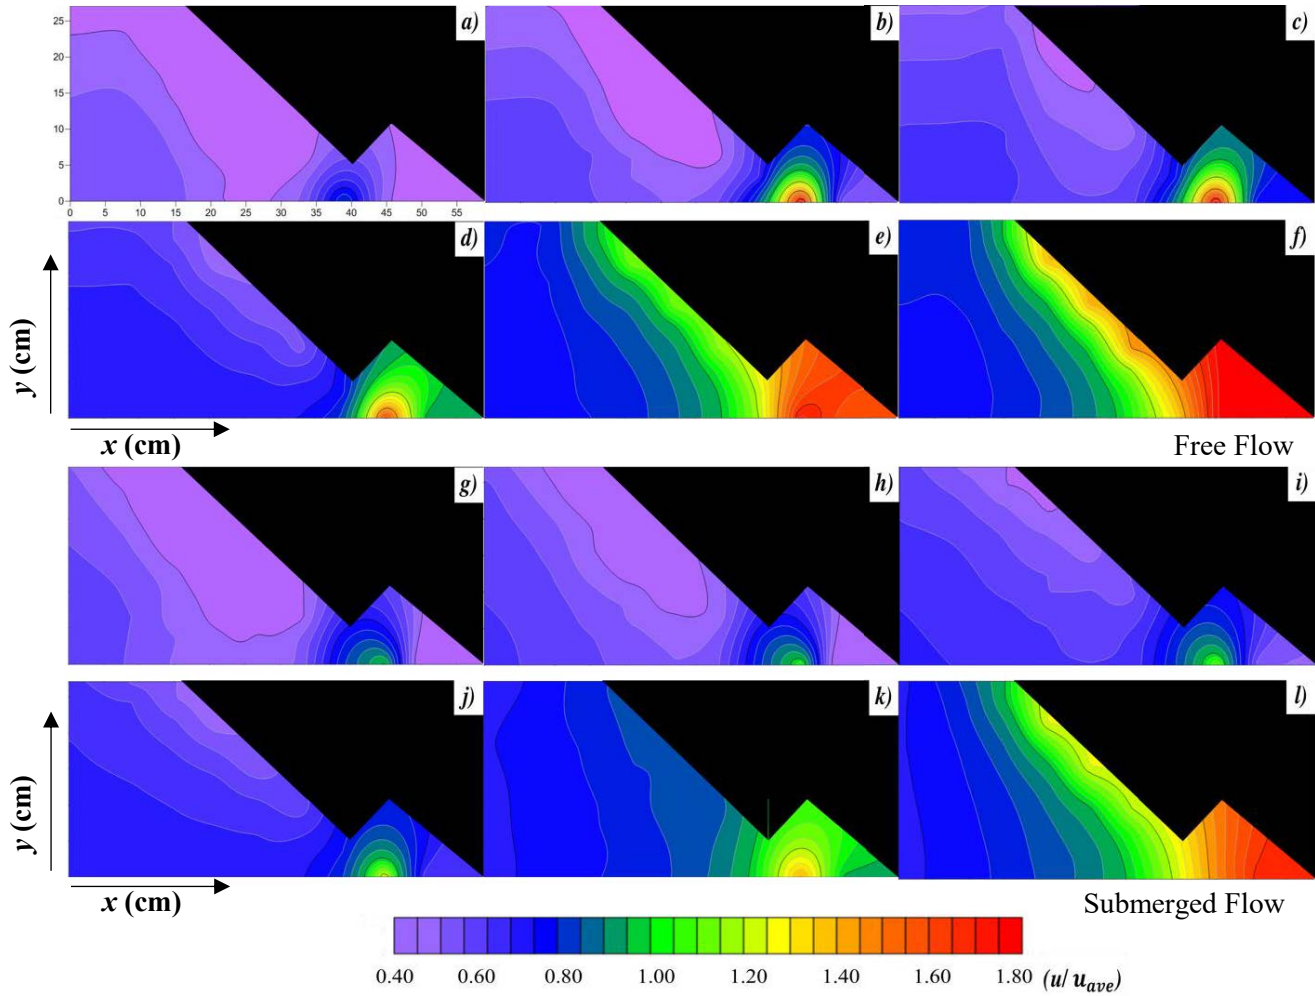 a)
b)
c)
25
20
15
10
5
0
0 5 10 15 20 25 30 35 40 45 50 55
d)
e)
f)
y (cm)
x (cm)
Free Flow
g)
h)
i)
j)
k)
l)
y (cm)
x (cm)
Submerged Flow
0.40 0.60 0.80 1.00 1.20 1.40 1.60 1.80 (u/ u_ave)